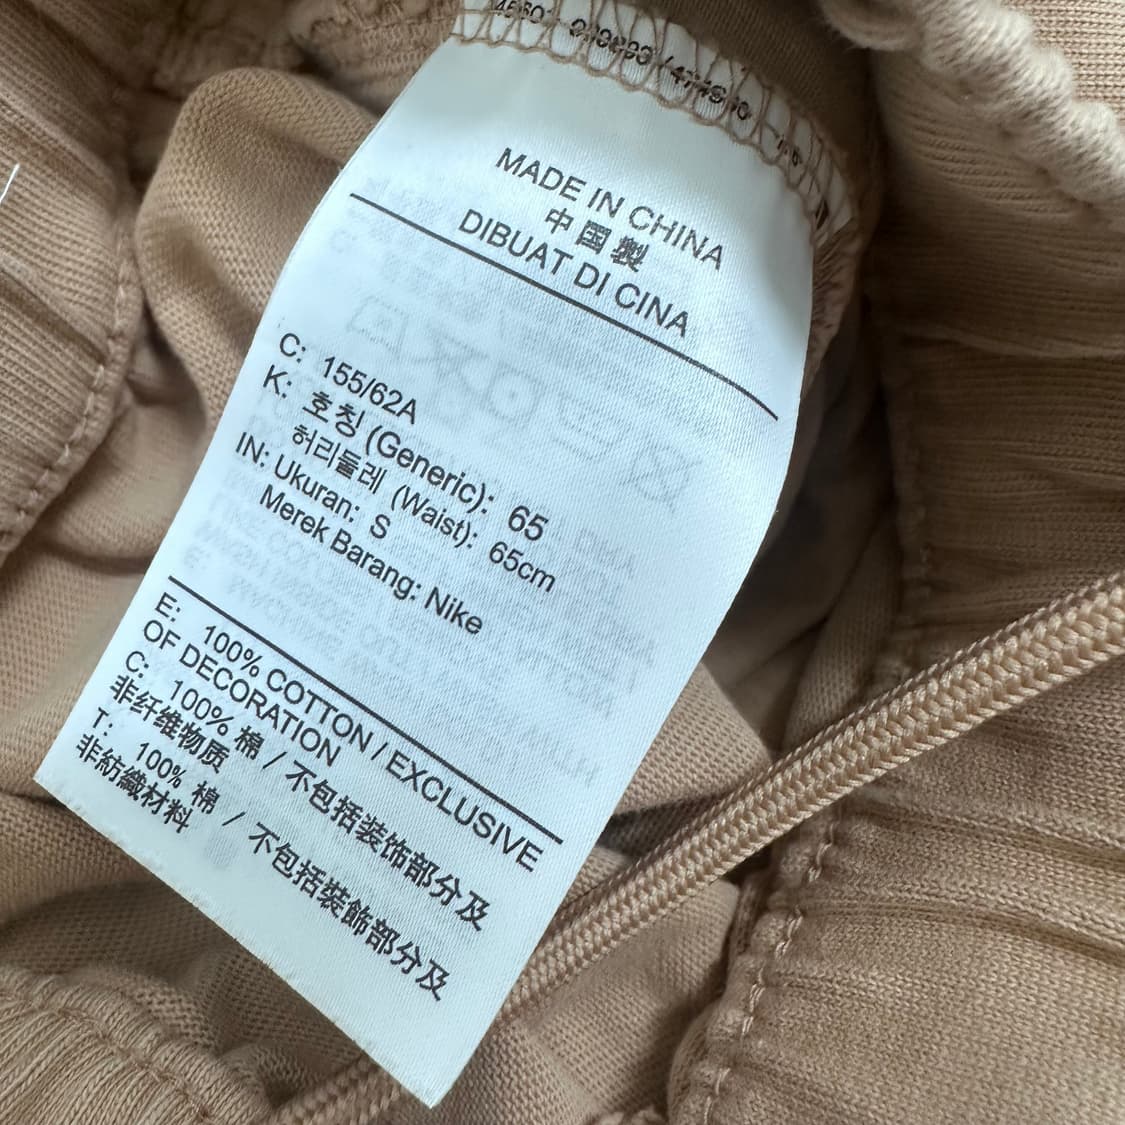 MADE IN CHINA
中国製
DIBUAT DI CINA
C: 155/62A
K: 호칭 (Generic): 65
허리둘레 (Waist): 65cm
IN: Ukuran: S
Merek Barang: Nike
E: 100% COTTON / EXCLUSIVE
OF DECORATION
C: 100% 棉 / 不包括装饰部分及
非纤维物质
T: 100% 棉 / 不包括裝飾部分及
非紡織材料